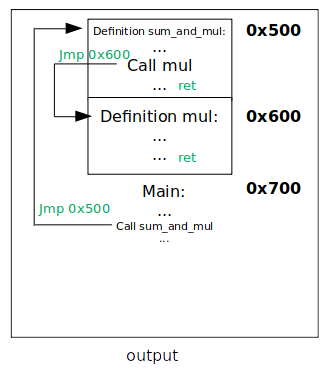 Definition sum_and_mul: 0x500
...
Jmp 0x600
Call mul
... ret
Definition mul: 0x600
...
... ret
Main: 0x700
...
Jmp 0x500
Call sum_and_mul
...
output